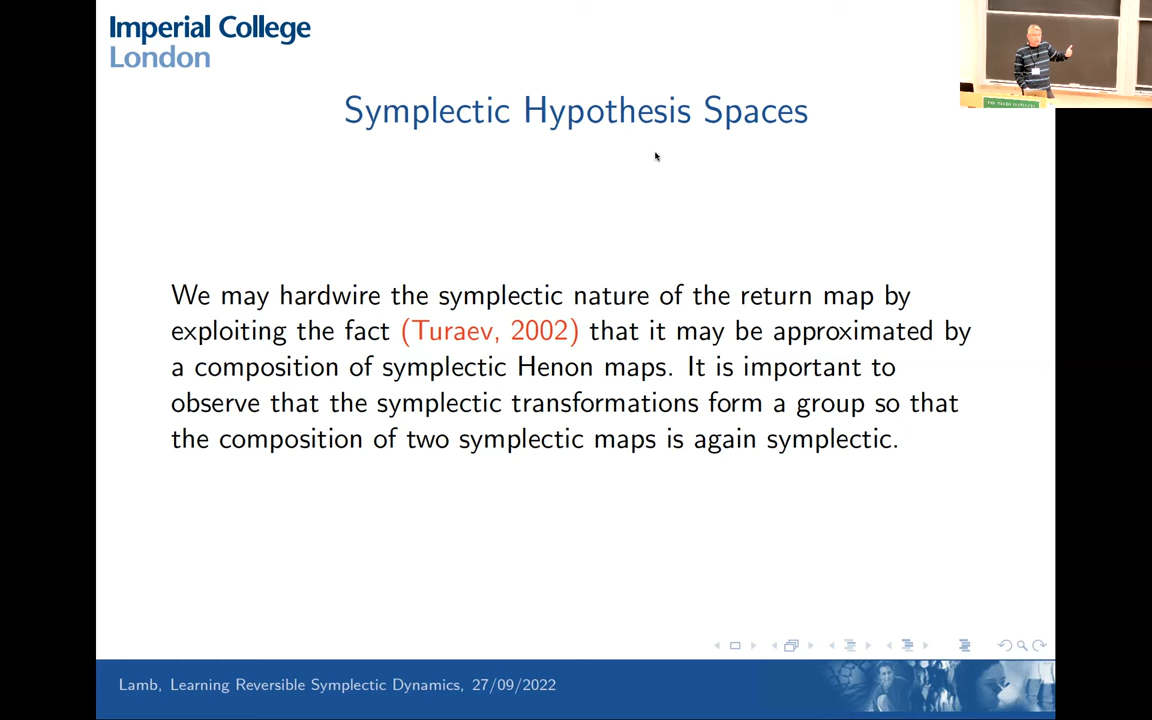 Imperial College
London
Symplectic Hypothesis Spaces
We may hardwire the symplectic nature of the return map by
exploiting the fact (Turaev, 2002) that it may be approximated by
a composition of symplectic Henon maps. It is important to
observe that the symplectic transformations form a group so that
the composition of two symplectic maps is again symplectic.
Lamb, Learning Reversible Symplectic Dynamics, 27/09/2022